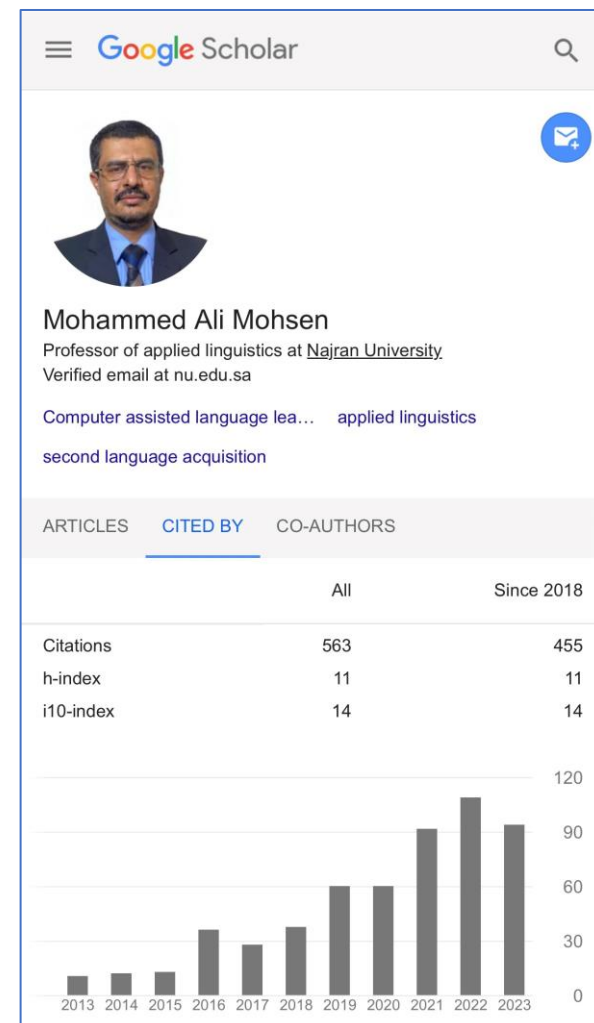 Google Scholar
Mohammed Ali Mohsen
Professor of applied linguistics at Najran University
Verified email at nu.edu.sa
Computer assisted language lea… applied linguistics
second language acquisition
ARTICLES CITED BY CO-AUTHORS
All Since 2018
Citations 563 455
h-index 11 11
i10-index 14 14
120
90
60
30
0
2013 2014 2015 2016 2017 2018 2019 2020 2021 2022 2023